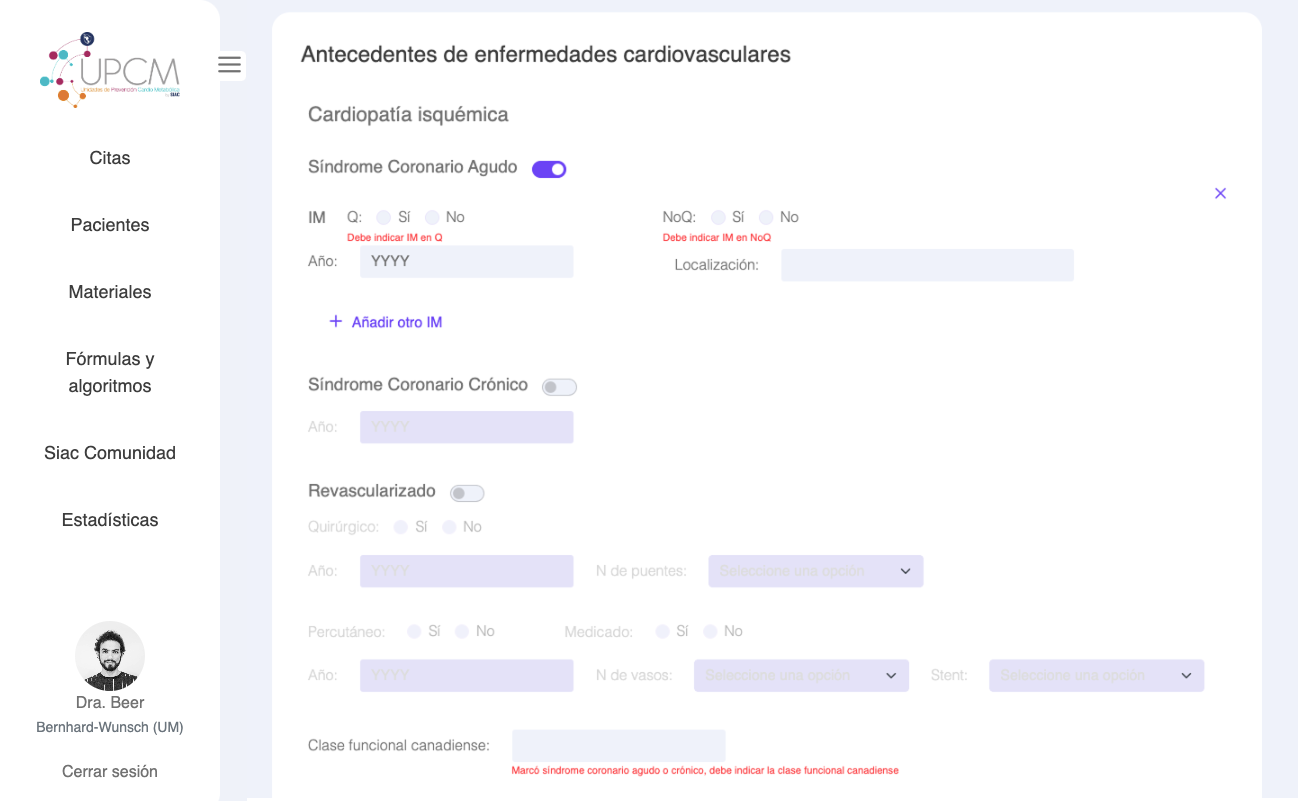 UPCM
Unidades de Prevención Cardio Metabólica
by SIAC
Citas
Pacientes
Materiales
Fórmulas y
algoritmos
Siac Comunidad
Estadísticas
Dra. Beer
Bernhard-Wunsch (UM)
Cerrar sesión
Antecedentes de enfermedades cardiovasculares
Cardiopatía isquémica
Síndrome Coronario Agudo
IM Q: Sí No NoQ: Sí No
Debe indicar IM en Q Debe indicar IM en NoQ
Año: YYYY Localización:
+ Añadir otro IM
Síndrome Coronario Crónico
Año: YYYY
Revascularizado
Quirúrgico: Sí No
Año: YYYY N de puentes: Seleccione una opción
Percutáneo: Sí No Medicado: Sí No
Año: YYYY N de vasos: Seleccione una opción Stent: Seleccione una opción
Clase funcional canadiense:
Marcó síndrome coronario agudo o crónico, debe indicar la clase funcional canadiense